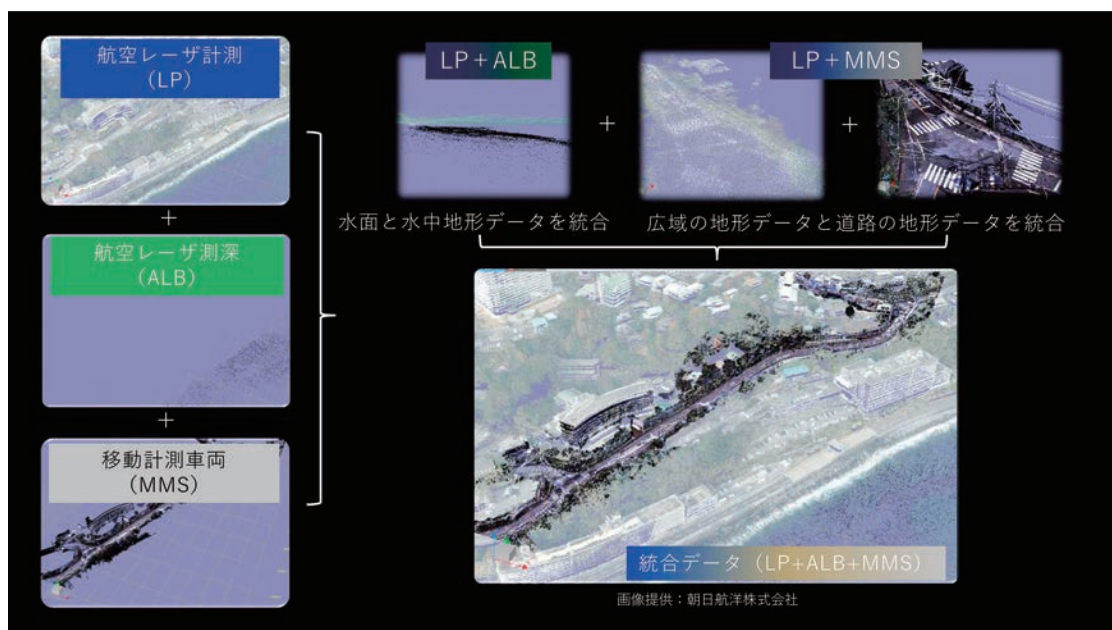 航空レーザ計測
(LP)
+
航空レーザ測深
(ALB)
+
移動計測車両
(MMS)
LP+ALB
+
LP+MMS
+
水面と水中地形データを統合
広域の地形データと道路の地形データを統合
統合データ（LP+ALB+MMS）
画像提供：朝日航洋株式会社